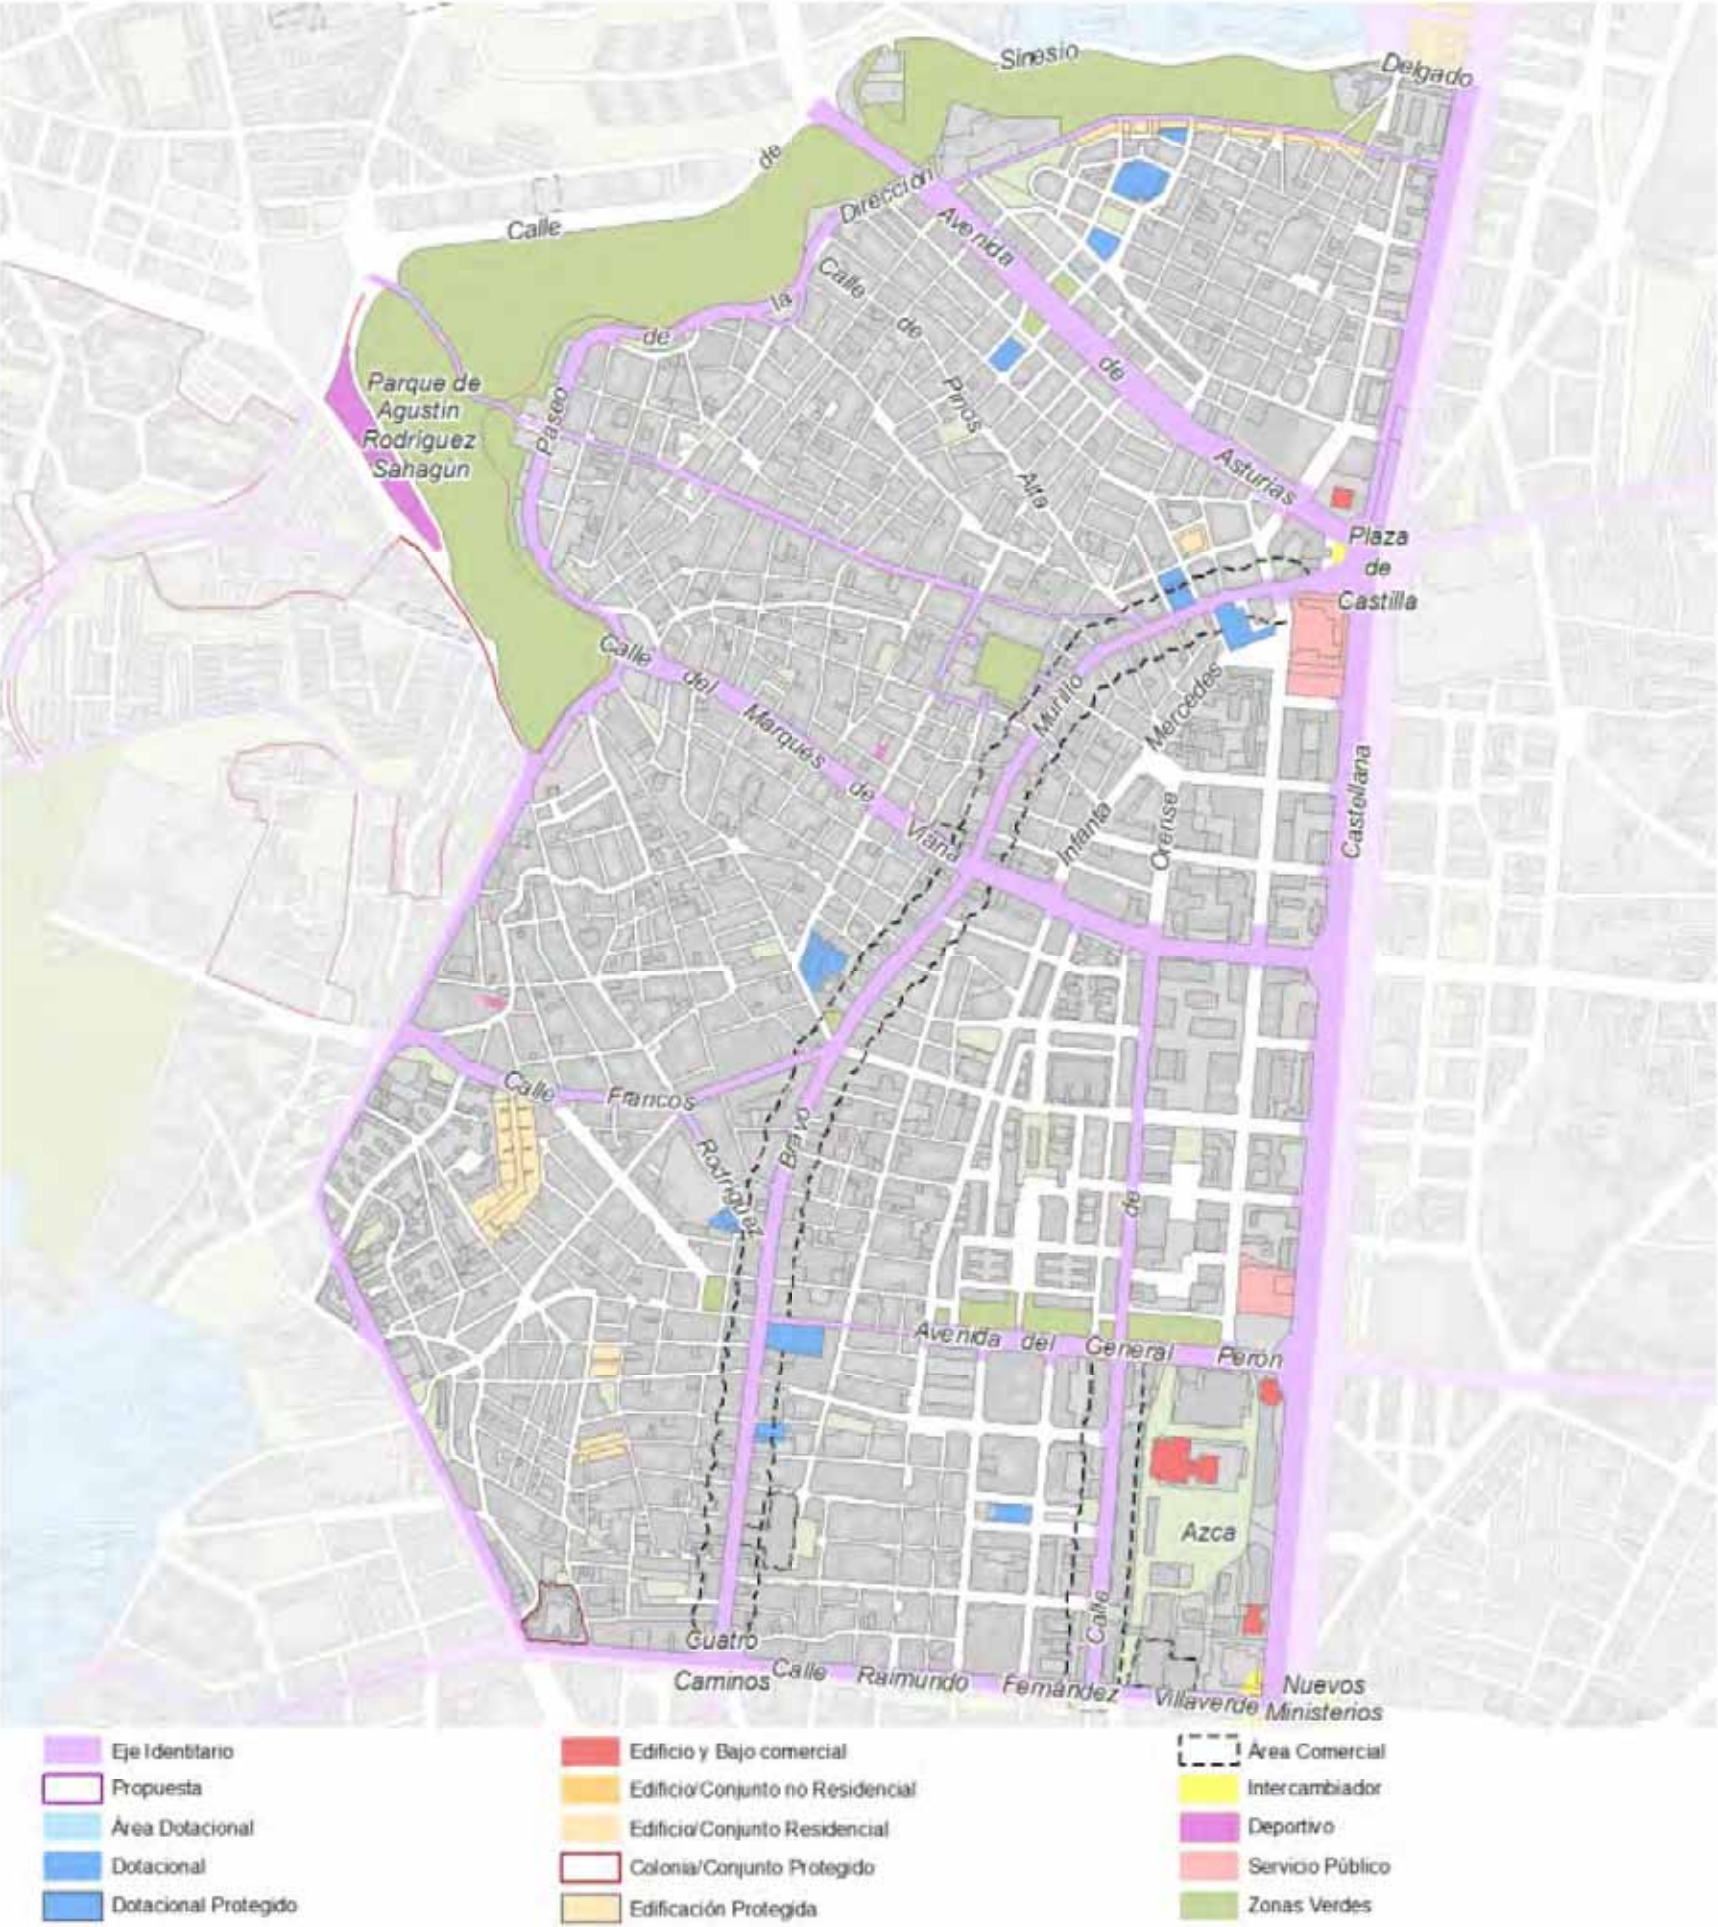 Sinesio
Delgado
de
Calle
Dirección
Avenida
Calle
la
de
de
Parque de
Agustín
Rodríguez
Sahagún
Paseo
de
Pinos
Alta
Asturias
Plaza
de
Castilla
Calle
del
Marqués
de
Viana
Murillo
Mercedes
Infanta
Orense
Castellana
Calle
Francos
Rodríguez
Bravo
de
Avenida del General Perón
Azca
Calle
Cuatro
Caminos
Calle Raimundo Fernández Villaverde
Nuevos
Ministerios
Eje Identitario
Propuesta
Área Dotacional
Dotacional
Dotacional Protegido
Edificio y Bajo comercial
Edificio/Conjunto no Residencial
Edificio/Conjunto Residencial
Colonia/Conjunto Protegido
Edificación Protegida
Área Comercial
Intercambiador
Deportivo
Servicio Público
Zonas Verdes